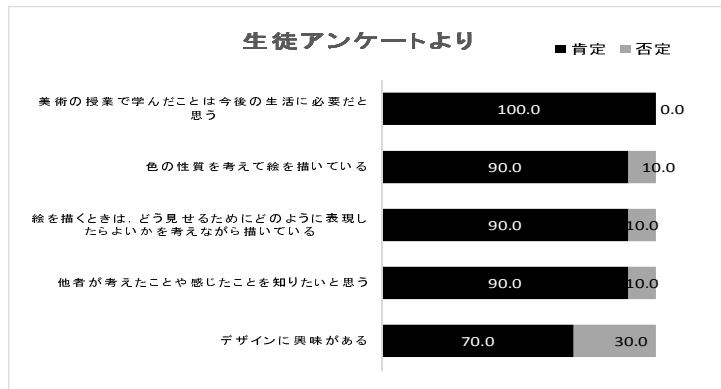 生徒アンケートより
■肯定 ■否定
美術の授業で学んだことは今後の生活に必要だと
思う
100.0 0.0
色の性質を考えて絵を描いている
90.0 10.0
絵を描くときは,どう見せるためにどのように表現し
たらよいかを考えながら描いている
90.0 10.0
他者が考えたことや感じたことを知りたいと思う
90.0 10.0
デザインに興味がある
70.0 30.0